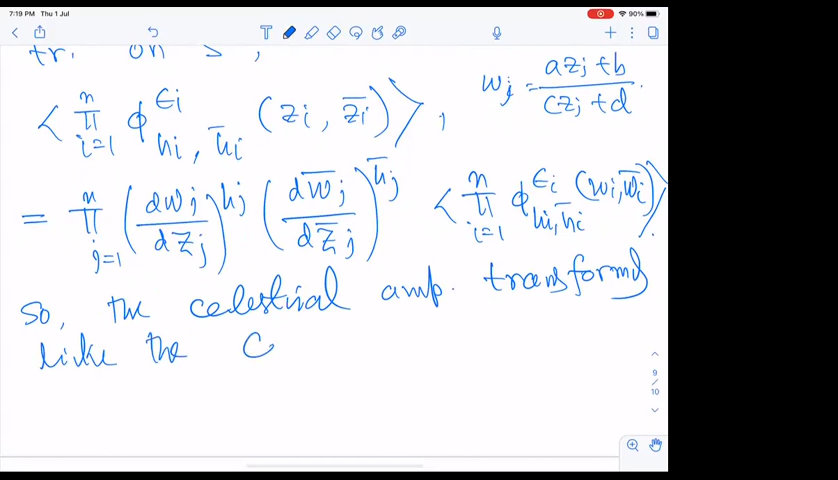 7:19 PM Thu 1 Jul
90%
tr. on S,
⟨ ∏_{i=1}^{n} ϕ^{ϵ_i}_{h_i, h̄_i} (z_i, z̄_i) ⟩,
w_j = (az_j + b)/(cz_j + d).
= ∏_{j=1}^{n} (dw_j/dz_j)^{h_j} (dw̄_j/dz̄_j)^{h̄_j} ⟨ ∏_{i=1}^{n} ϕ^{ϵ_i}_{h_i, h̄_i} (w_i, w̄_i) ⟩.
So, the celestial amp. transforms
like the C
9
/
10